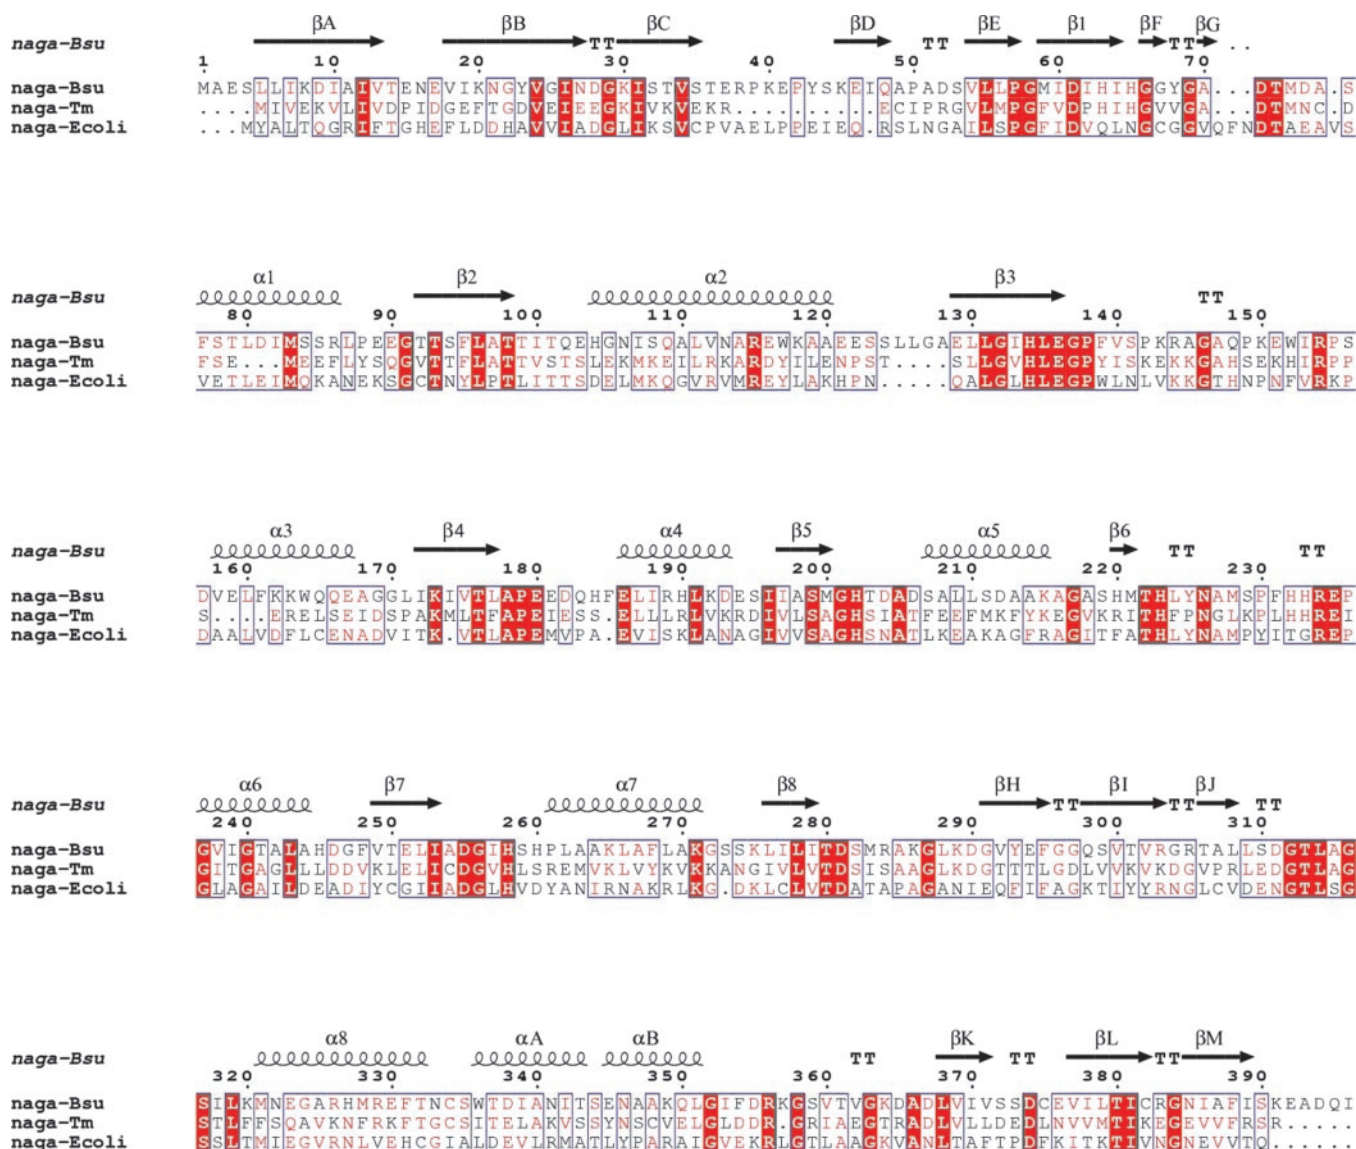 βA βB βC βD βE β1 βF βG
naga-Bsu TT TT TT ..
1 10 20 30 40 50 60 70
naga-Bsu MAESLLIKDIAIVTENEVIKNGYVGINDGKISTVSTERPKEPYSKEIQAPADSVLLPGMIDIHIHGGYGA...DTMDA.S
naga-Tm ....MIVEKVLIVDPIDGEFTGDVEIEEGKIVKVEKR..........ECIPRGVLMPGFVDPHIHGVVGA...DTMNC.D
naga-Ecoli ...MYALTQGRIFTGHEFLDDHAVVIADGLIKSVCPVAELPPEIEQ.RSLNGAILSPGFIDVQLNGCGGVQFNDTAEAVS
α1 β2 α2 β3
naga-Bsu TT
80 90 100 110 120 130 140 150
naga-Bsu FSTLDIMSSRLPEEGTTSFLATTITQEHGNISQALVNAREWKAAEESSLLGAELLGIHLEGPFVSPKRAGAQPKEWIRPS
naga-Tm FSE...MEEFLYSQGVTTFLATTVSTSLEKMKEILRKARDYILENPST.....SLLGVHLEGPYISKEKKGAHSEKHIRPP
naga-Ecoli VETLEIMQKANEKSGCTNYLPTLITTSDELMKQGVRVMREYLAKHPN.....QALGLHLEGPWLNLVKKGTHNPNFVRKP
α3 β4 α4 β5 α5 β6
naga-Bsu TT TT
160 170 180 190 200 210 220 230
naga-Bsu DVELFKKWQQEAGGLIKIVTLAPEEDQHFELIRHLKDESIIASMGHTDADSALLSDAAKAGASHMTHLYNAMSPFHHREP
naga-Tm S....ERELSEIDSPAKMLTFAPEIESS.ELLLRLVKRDIVLSAGHSIATFEEFMKFYKEGVKRITHFPNGLKPLHHREI
naga-Ecoli DAALVDFLCENADVITKVTLAPEMVPA.EVISKLANAGIVVSAGHSNATLKEAKAGFRAGITFATHLYNAMPYITGREP
α6 β7 α7 β8 βH βI βJ
naga-Bsu TT TT TT
240 250 260 270 280 290 300 310
naga-Bsu GVIGTALAHDGFVTELIADGIHSHPLAAKLAFLAKGSSKLILITDSMRAKGLKDGVYEFGGQSVTVRGRTALLSDGTLAG
naga-Tm GITGAGLLLDDVKLELICDGVHLSREMVKLVYKVKKANGIVLVTDSISAAGLKDGTTTLGDLVVKVKDGVPRLEDGTLAG
naga-Ecoli GLAGAILDEADIYCGIIADGLHVDYANIRNAKRLKG.DKLCLVTDATAPAGANIEQFIFAGKTIYYRNGLCVDENGTLSG
α8 αA αB βK βL βM
naga-Bsu TT TT TT
320 330 340 350 360 370 380 390
naga-Bsu SILKMNEGARHMREFTNCSWTDIANITSENAAKQLGIFDRKGSVTVGKDADLVIVSSDCEVILTICRGNIAFISKEADQI
naga-Tm STLFFSQAVKNFRKFTGCSITELAKVSSYNSCVELGLDDR.GRIAEGTRADLVLLDEDLNVVMTIKEGEVVFRSR......
naga-Ecoli SSLTMIEGVRNLVEHCGIALDEVLRMATLYPARAIGVEKRLGTLAAGKVANLTAFTPDFKITKTIVNGNEVVTQ......